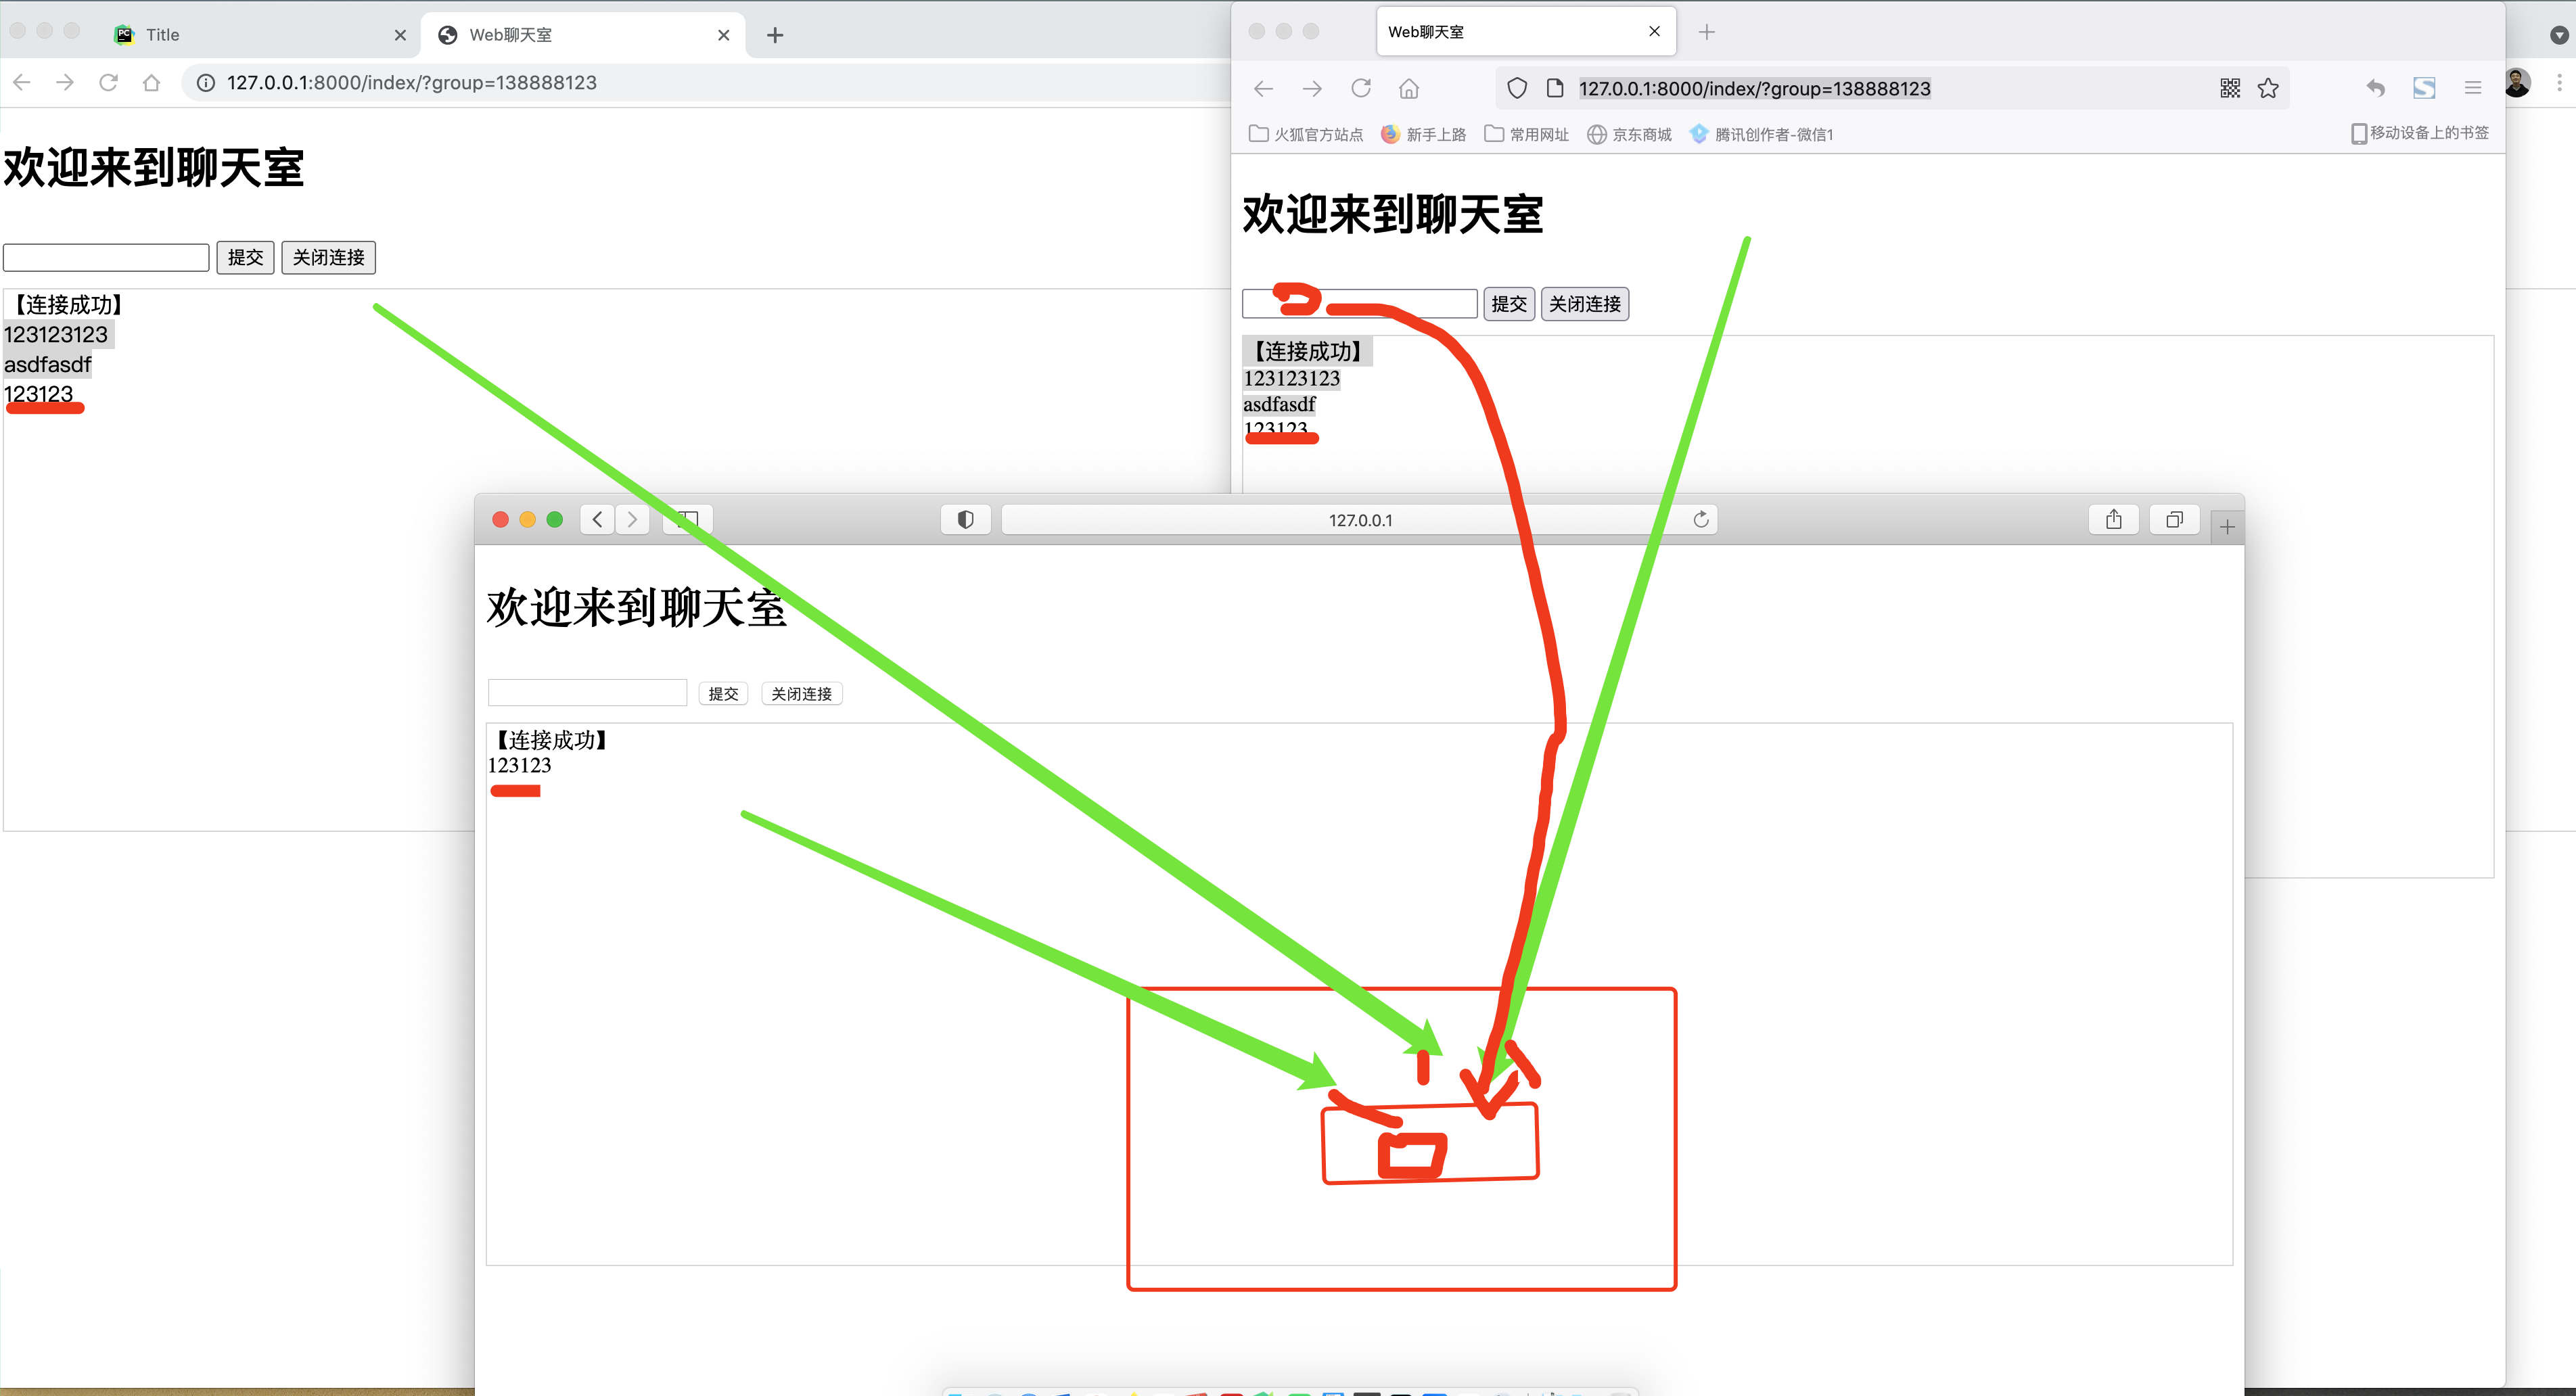 Title
Web聊天室
127.0.0.1:8000/index/?group=138888123
欢迎来到聊天室
提交 关闭连接
【连接成功】
123123123
asdfasdf
123123
Web聊天室
127.0.0.1:8000/index/?group=138888123
火狐官方站点 新手上路 常用网址 京东商城 腾讯创作者-微信1 移动设备上的书签
欢迎来到聊天室
提交 关闭连接
【连接成功】
123123123
asdfasdf
123123
127.0.0.1
欢迎来到聊天室
提交 关闭连接
【连接成功】
123123